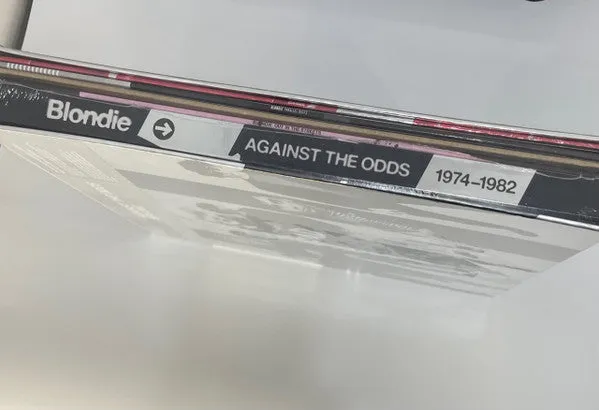 Blondie → AGAINST THE ODDS 1974–1982